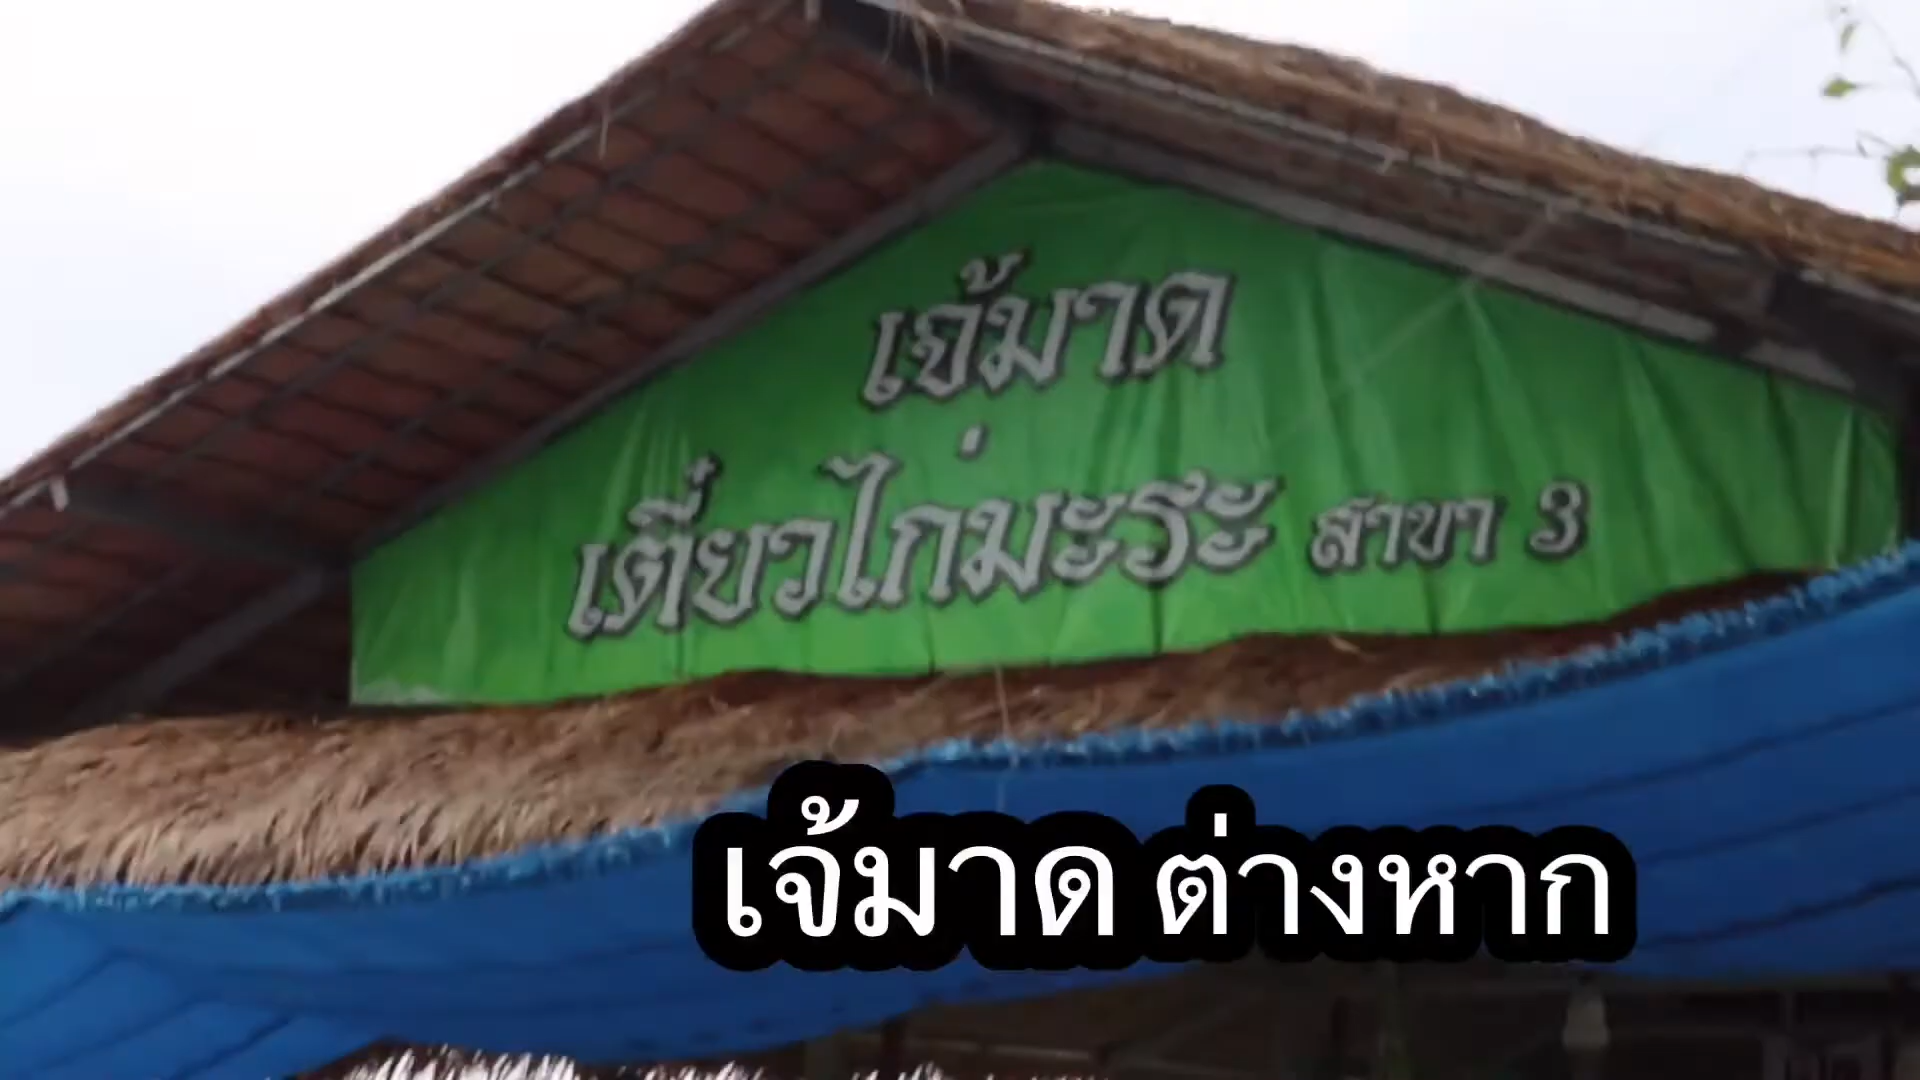 เจ้มาด
เตี๋ยวไก่มะระ สาขา 3
เจ้มาด ต่างหาก